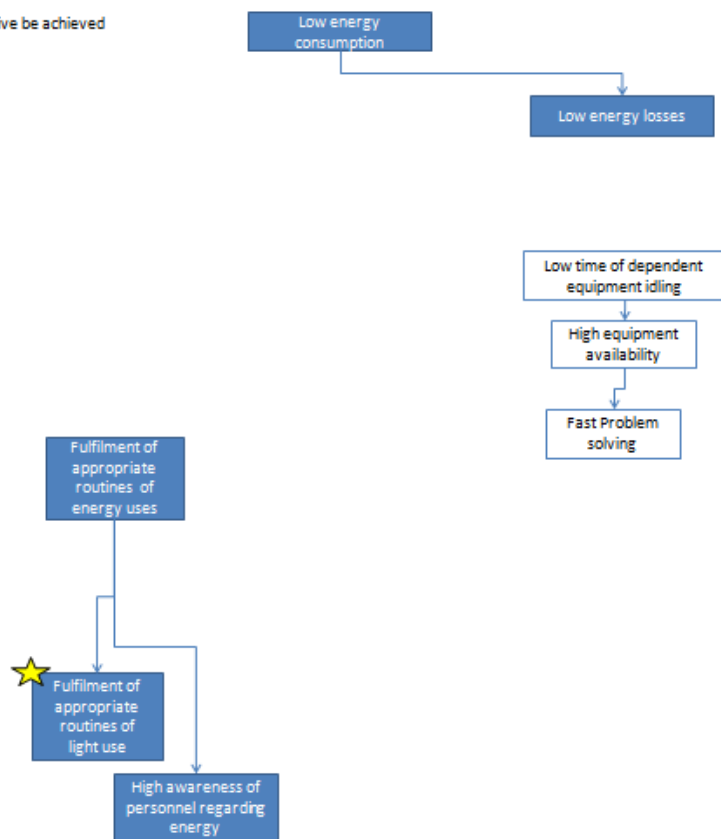 ive be achieved
Low energy
consumption
Low energy losses
Low time of dependent
equipment idling
High equipment
availability
Fast Problem
solving
Fulfilment of
appropriate
routines of
energy uses
Fulfilment of
appropriate
routines of
light use
High awareness of
personnel regarding
energy